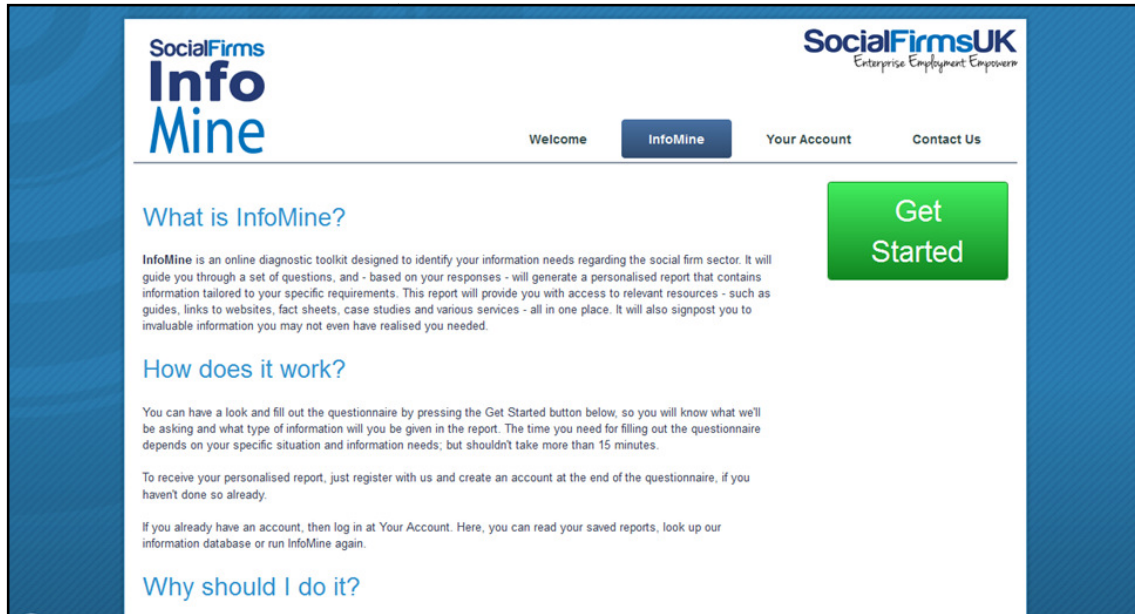 SocialFirms
Info
Mine
SocialFirmsUK
Enterprise Employment Empowerm
Welcome
InfoMine
Your Account
Contact Us
Get
Started
What is InfoMine?
InfoMine is an online diagnostic toolkit designed to identify your information needs regarding the social firm sector. It will
guide you through a set of questions, and - based on your responses - will generate a personalised report that contains
information tailored to your specific requirements. This report will provide you with access to relevant resources - such as
guides, links to websites, fact sheets, case studies and various services - all in one place. It will also signpost you to
invaluable information you may not even have realised you needed.
How does it work?
You can have a look and fill out the questionnaire by pressing the Get Started button below, so you will know what we'll
be asking and what type of information will you be given in the report. The time you need for filling out the questionnaire
depends on your specific situation and information needs; but shouldn't take more than 15 minutes.
To receive your personalised report, just register with us and create an account at the end of the questionnaire, if you
haven't done so already.
If you already have an account, then log in at Your Account. Here, you can read your saved reports, look up our
information database or run InfoMine again.
Why should I do it?